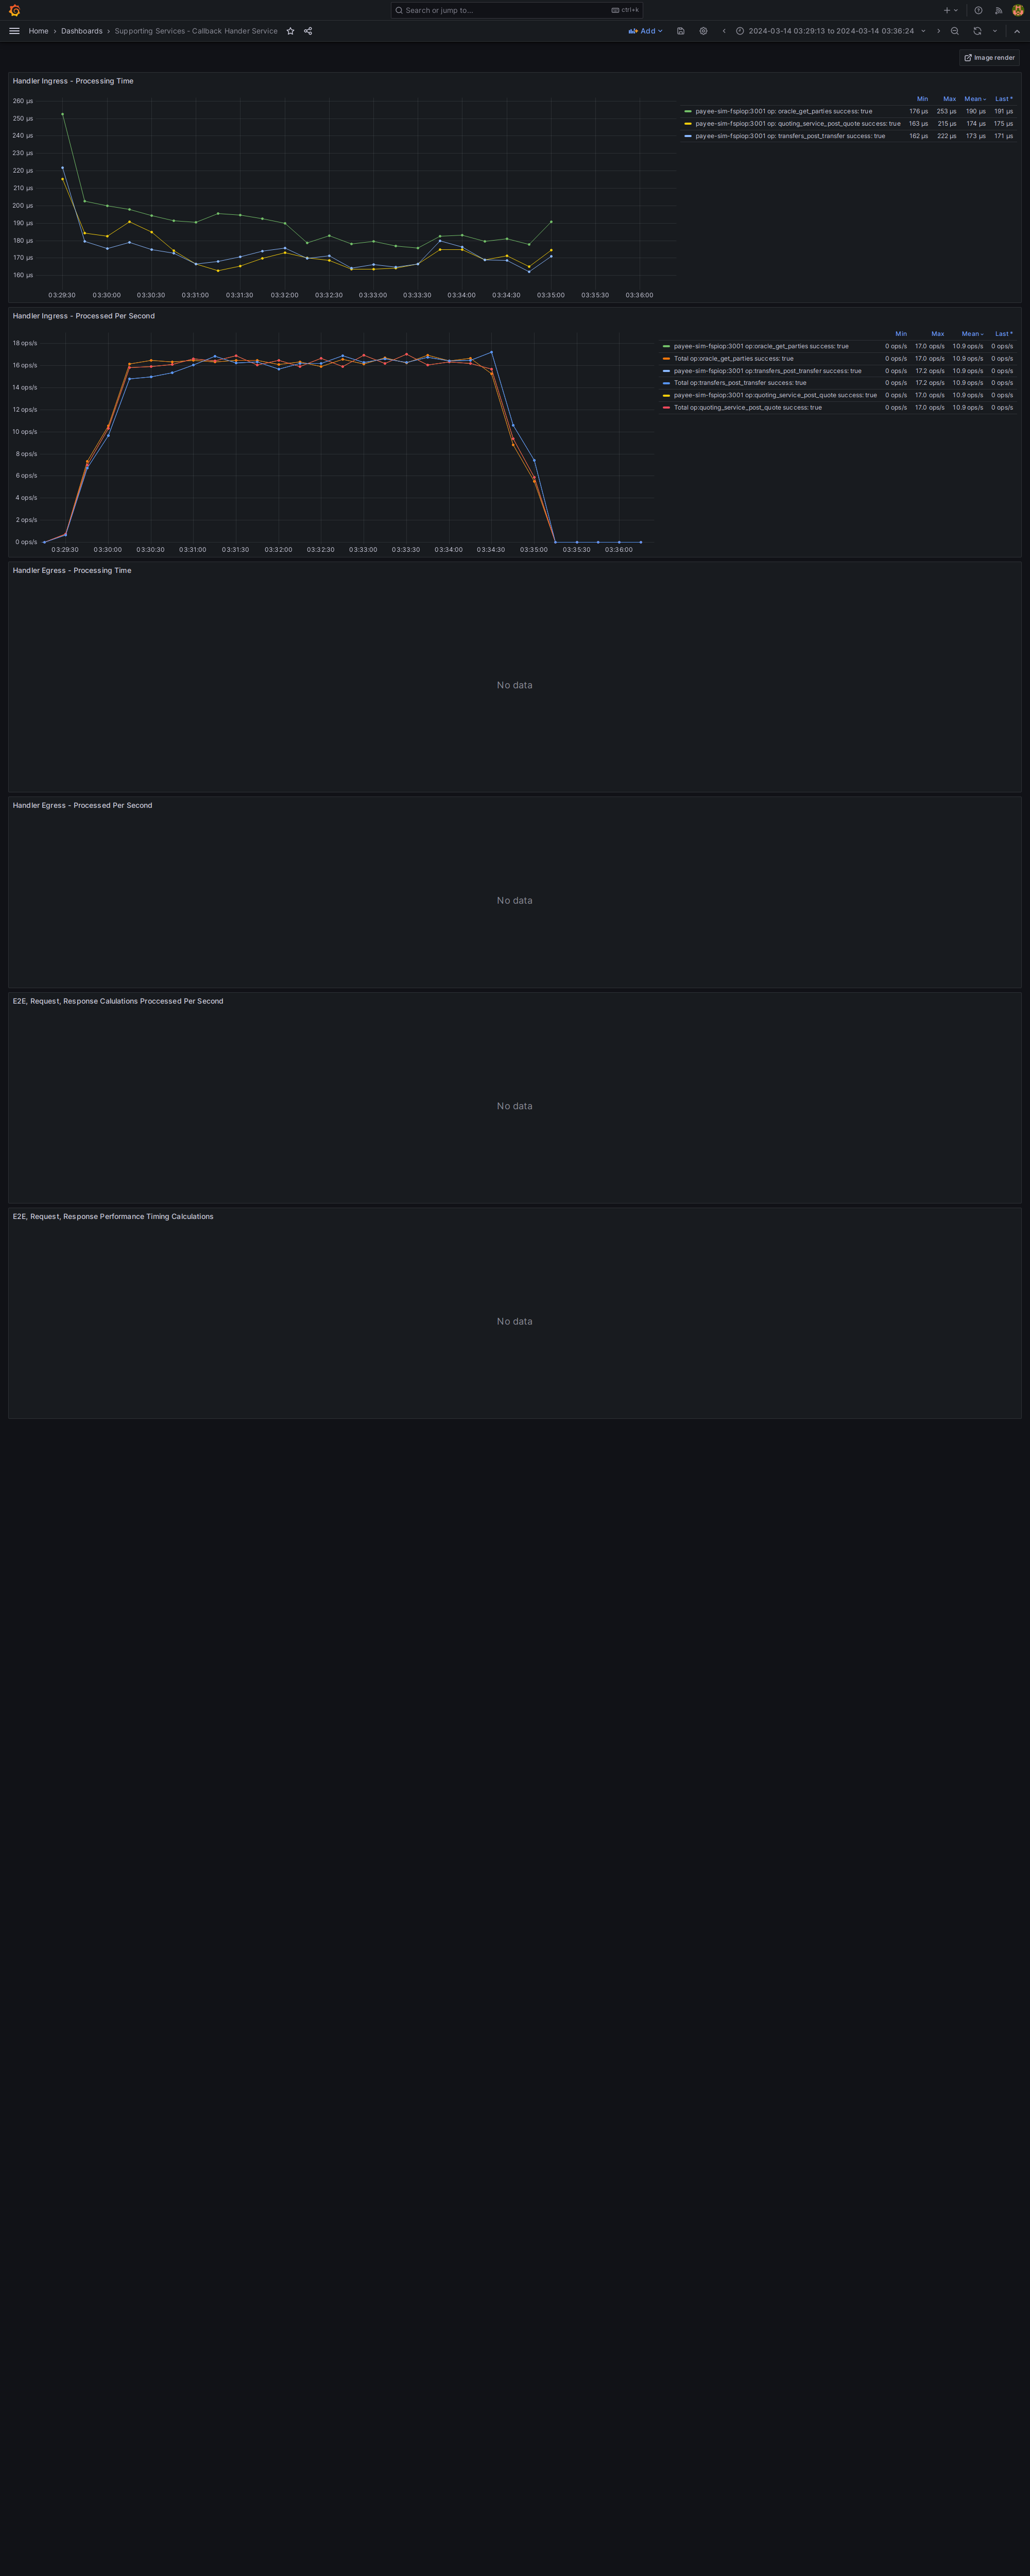 Search or jump to...
ctrl+k
Home
Dashboards
Supporting Services - Callback Hander Service
Add
2024-03-14 03:29:13 to 2024-03-14 03:36:24
Image render
Handler Ingress - Processing Time
260 µs
250 µs
240 µs
230 µs
220 µs
210 µs
200 µs
190 µs
180 µs
170 µs
160 µs
03:29:30 03:30:00 03:30:30 03:31:00 03:31:30 03:32:00 03:32:30 03:33:00 03:33:30 03:34:00 03:34:30 03:35:00 03:35:30 03:36:00
Min Max Mean Last *
payee-sim-fspiop:3001 op: oracle_get_parties success: true 176 µs 253 µs 190 µs 191 µs
payee-sim-fspiop:3001 op: quoting_service_post_quote success: true 163 µs 215 µs 174 µs 175 µs
payee-sim-fspiop:3001 op: transfers_post_transfer success: true 162 µs 222 µs 173 µs 171 µs
Handler Ingress - Processed Per Second
18 ops/s
16 ops/s
14 ops/s
12 ops/s
10 ops/s
8 ops/s
6 ops/s
4 ops/s
2 ops/s
0 ops/s
03:29:30 03:30:00 03:30:30 03:31:00 03:31:30 03:32:00 03:32:30 03:33:00 03:33:30 03:34:00 03:34:30 03:35:00 03:35:30 03:36:00
Min Max Mean Last *
payee-sim-fspiop:3001 op:oracle_get_parties success: true 0 ops/s 17.0 ops/s 10.9 ops/s 0 ops/s
Total op:oracle_get_parties success: true 0 ops/s 17.0 ops/s 10.9 ops/s 0 ops/s
payee-sim-fspiop:3001 op:transfers_post_transfer success: true 0 ops/s 17.2 ops/s 10.9 ops/s 0 ops/s
Total op:transfers_post_transfer success: true 0 ops/s 17.2 ops/s 10.9 ops/s 0 ops/s
payee-sim-fspiop:3001 op:quoting_service_post_quote success: true 0 ops/s 17.0 ops/s 10.9 ops/s 0 ops/s
Total op:quoting_service_post_quote success: true 0 ops/s 17.0 ops/s 10.9 ops/s 0 ops/s
Handler Egress - Processing Time
No data
Handler Egress - Processed Per Second
No data
E2E, Request, Response Calulations Proccessed Per Second
No data
E2E, Request, Response Performance Timing Calculations
No data